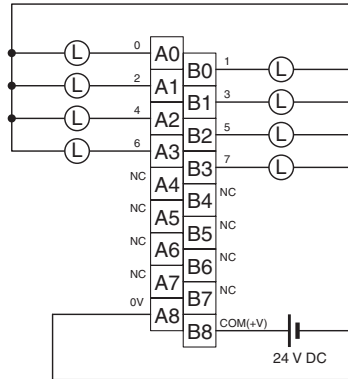 0 L A0
B0 1 L
2 L A1
B1 3 L
4 L A2
B2 5 L
6 L A3
B3 7 L
NC A4
B4 NC
NC A5
B5 NC
NC A6
B6 NC
NC A7
B7 NC
0V A8
B8 COM(+V)
24 V DC